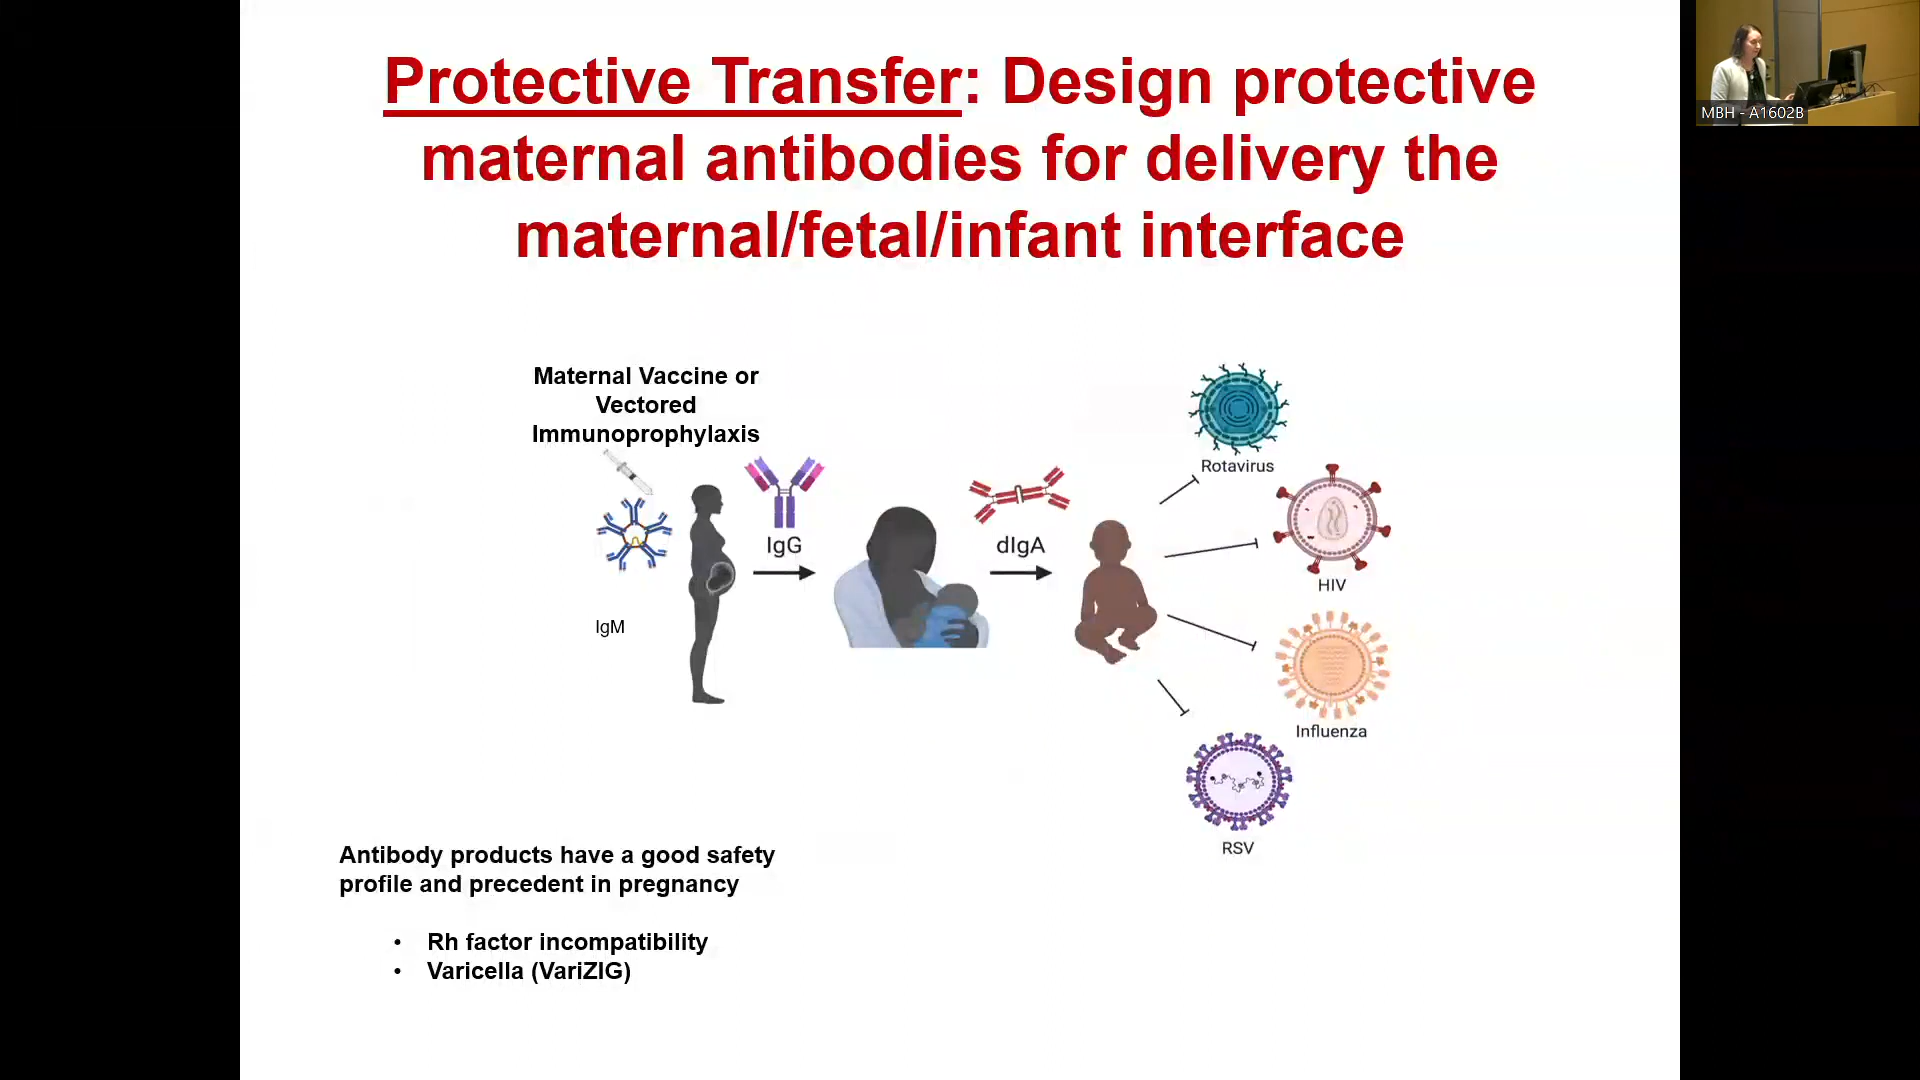 Protective Transfer: Design protective
maternal antibodies for delivery the
maternal/fetal/infant interface
MBH - A1602B
Maternal Vaccine or
Vectored
Immunoprophylaxis
IgM
IgG
dIgA
Rotavirus
HIV
Influenza
RSV
Antibody products have a good safety
profile and precedent in pregnancy
• Rh factor incompatibility
• Varicella (VariZIG)